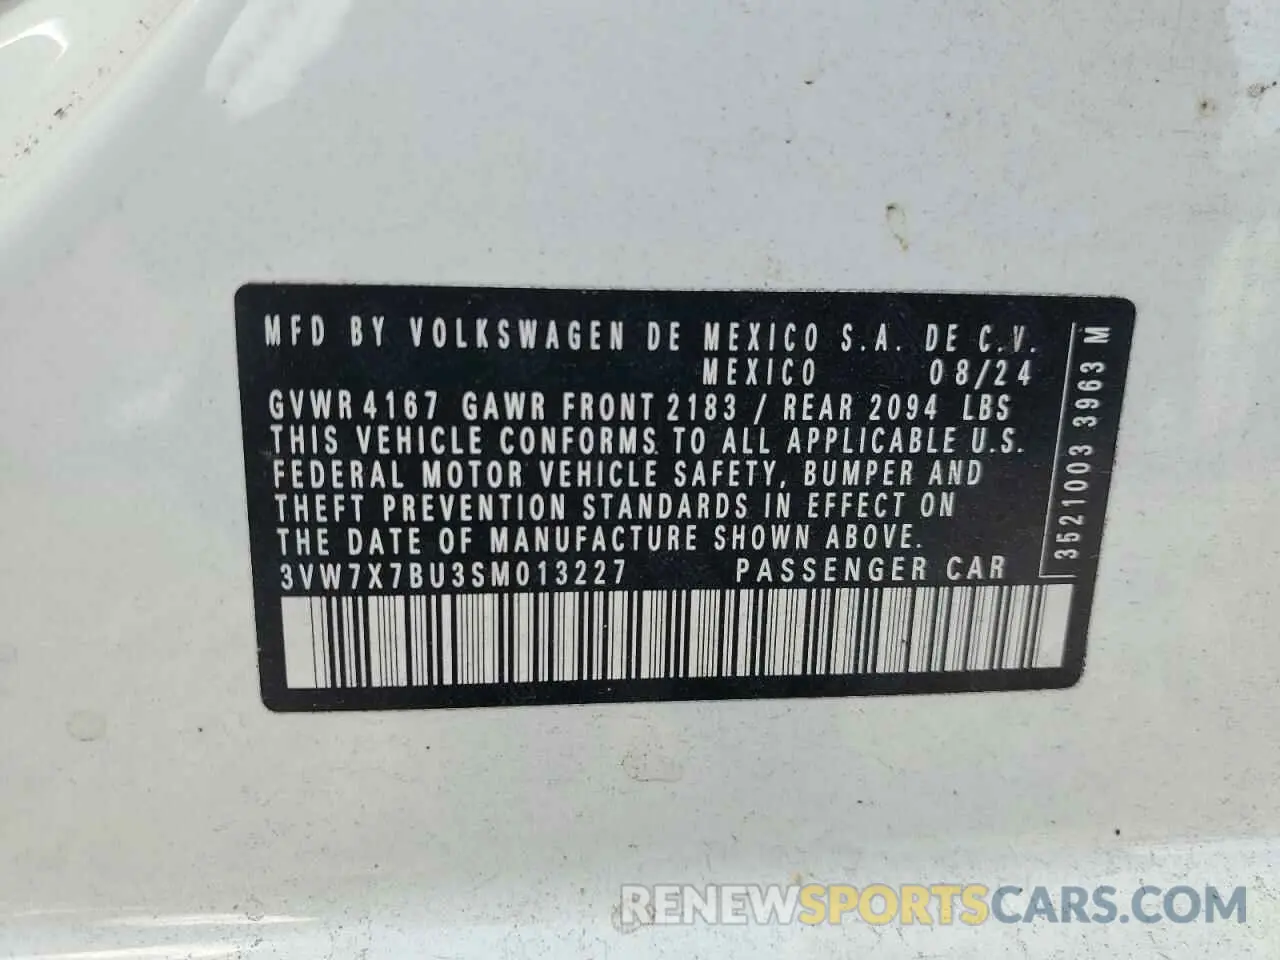 MFD BY VOLKSWAGEN DE MEXICO S.A. DE C.V.
MEXICO 08/24
GVWR 4167 GAWR FRONT 2183 / REAR 2094 LBS
THIS VEHICLE CONFORMS TO ALL APPLICABLE U.S.
FEDERAL MOTOR VEHICLE SAFETY, BUMPER AND
THEFT PREVENTION STANDARDS IN EFFECT ON
THE DATE OF MANUFACTURE SHOWN ABOVE.
3VW7X7BU3SM013227 PASSENGER CAR
3521003 3963 M
RENEWSPORTSCARS.COM